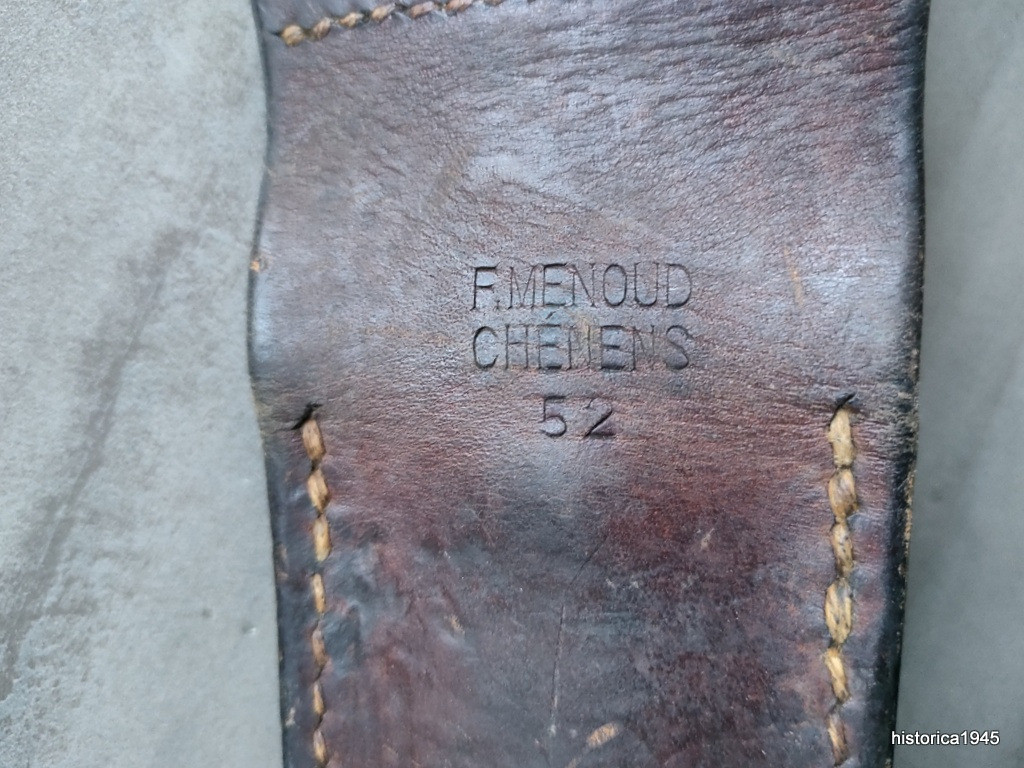 F.MENOUD
CHÉNENS
52
historica1945